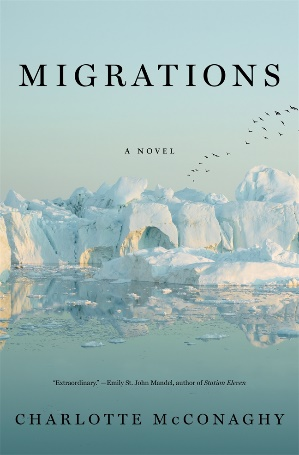 MIGRATIONS
A NOVEL
"Extraordinary." —Emily St. John Mandel, author of Station Eleven
CHARLOTTE McCONAGHY